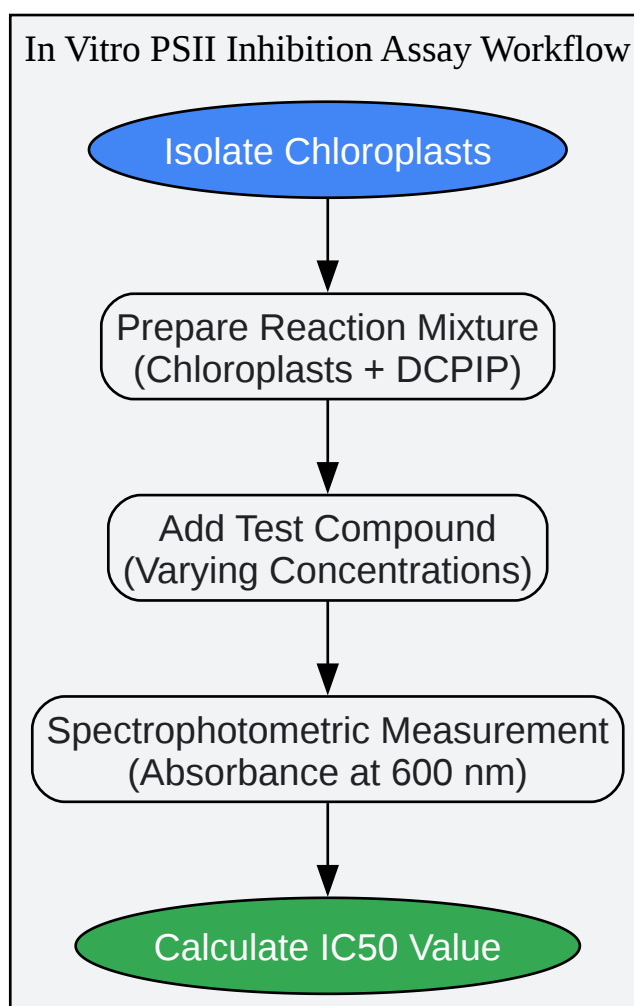 In Vitro PSII Inhibition Assay Workflow
Isolate Chloroplasts
Prepare Reaction Mixture
(Chloroplasts + DCPIP)
Add Test Compound
(Varying Concentrations)
Spectrophotometric Measurement
(Absorbance at 600 nm)
Calculate IC50 Value